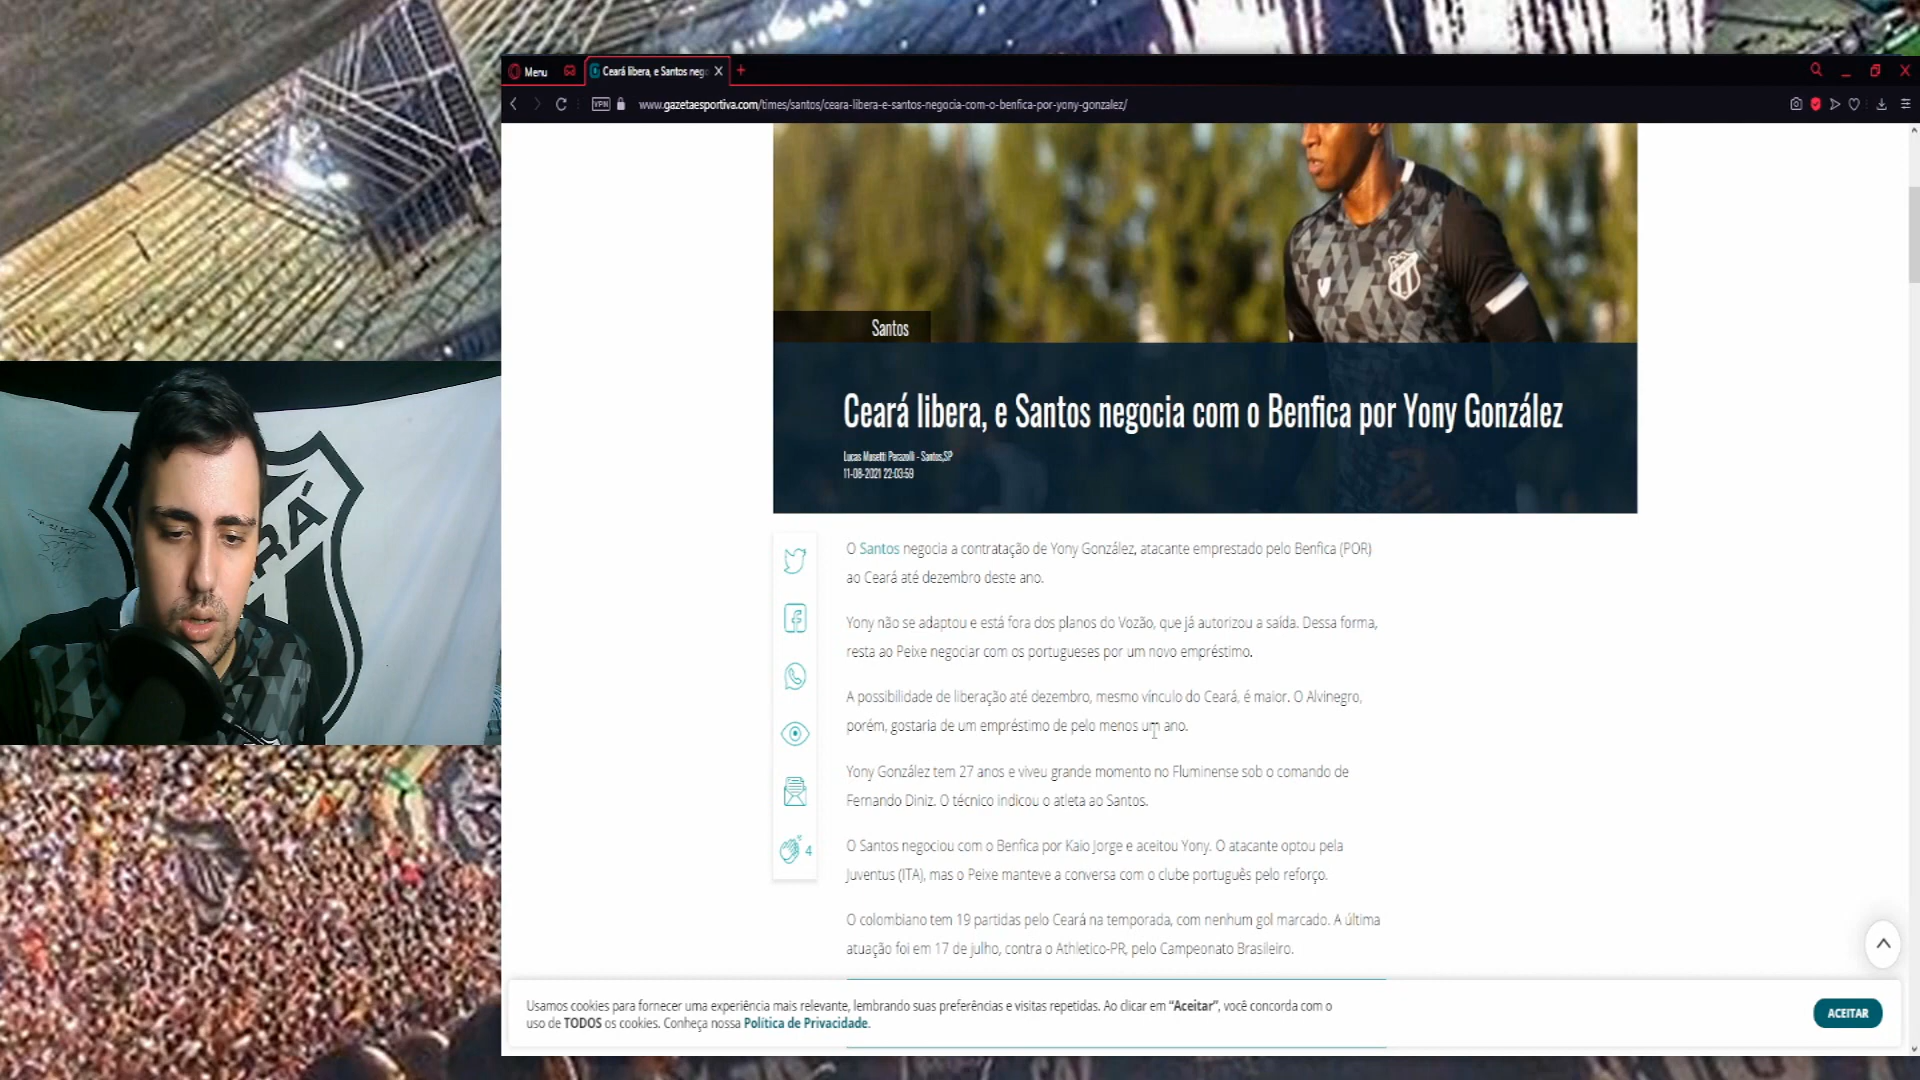 Menu
Ceará libera, e Santos neg
VPN
www.gazetaesportiva.com/times/santos/ceara-libera-e-santos-negocia-com-o-benfica-por-yony-gonzalez/
Santos
Ceará libera, e Santos negocia com o Benfica por Yony González
Lucas Musetti Perazolli - Santos,SP
11-08-2021 22:03:59
O Santos negocia a contratação de Yony González, atacante emprestado pelo Benfica (POR)
ao Ceará até dezembro deste ano.
Yony não se adaptou e está fora dos planos do Vozão, que já autorizou a saída. Dessa forma,
resta ao Peixe negociar com os portugueses por um novo empréstimo.
A possibilidade de liberação até dezembro, mesmo vínculo do Ceará, é maior. O Alvinegro,
porém, gostaria de um empréstimo de pelo menos um ano.
Yony González tem 27 anos e viveu grande momento no Fluminense sob o comando de
Fernando Diniz. O técnico indicou o atleta ao Santos.
O Santos negociou com o Benfica por Kaio Jorge e aceitou Yony. O atacante optou pela
Juventus (ITA), mas o Peixe manteve a conversa com o clube português pelo reforço.
4
O colombiano tem 19 partidas pelo Ceará na temporada, com nenhum gol marcado. A última
atuação foi em 17 de julho, contra o Athletico-PR, pelo Campeonato Brasileiro.
Usamos cookies para fornecer uma experiência mais relevante, lembrando suas preferências e visitas repetidas. Ao clicar em “Aceitar”, você concorda com o
uso de TODOS os cookies. Conheça nossa Política de Privacidade.
ACEITAR